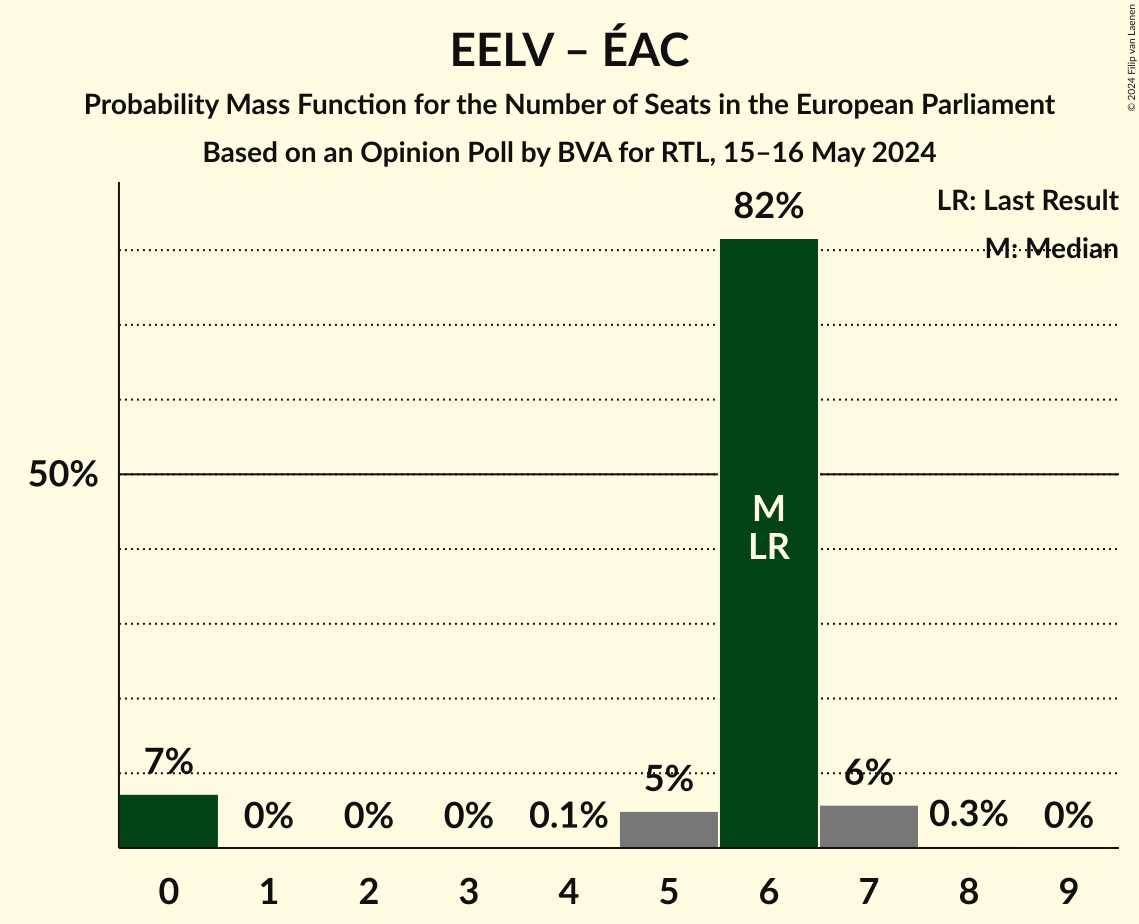 EELV – ÉAC
Probability Mass Function for the Number of Seats in the European Parliament
Based on an Opinion Poll by BVA for RTL, 15–16 May 2024
© 2024 Filip van Laenen
LR: Last Result
M: Median
82%
50%
M
LR
7%
0%
0%
0%
0.1%
5%
6%
0.3%
0%
0
1
2
3
4
5
6
7
8
9